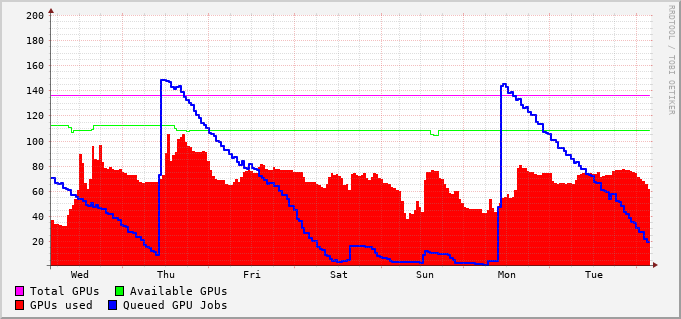 200
180
160
140
120
100
80
60
40
20
Wed Thu Fri Sat Sun Mon Tue
Total GPUs Available GPUs
GPUs used Queued GPU Jobs
RRDTOOL / TOBI OETIKER